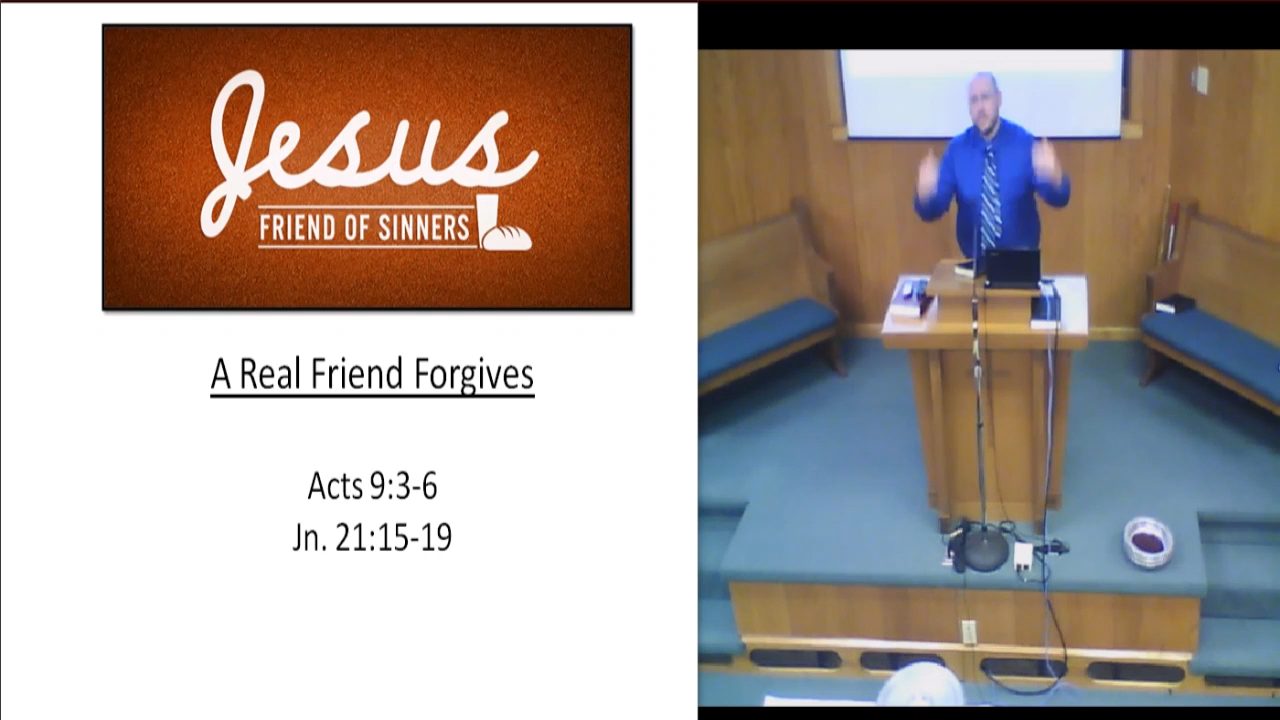 Jesus
FRIEND OF SINNERS
A Real Friend Forgives
Acts 9:3-6
Jn. 21:15-19